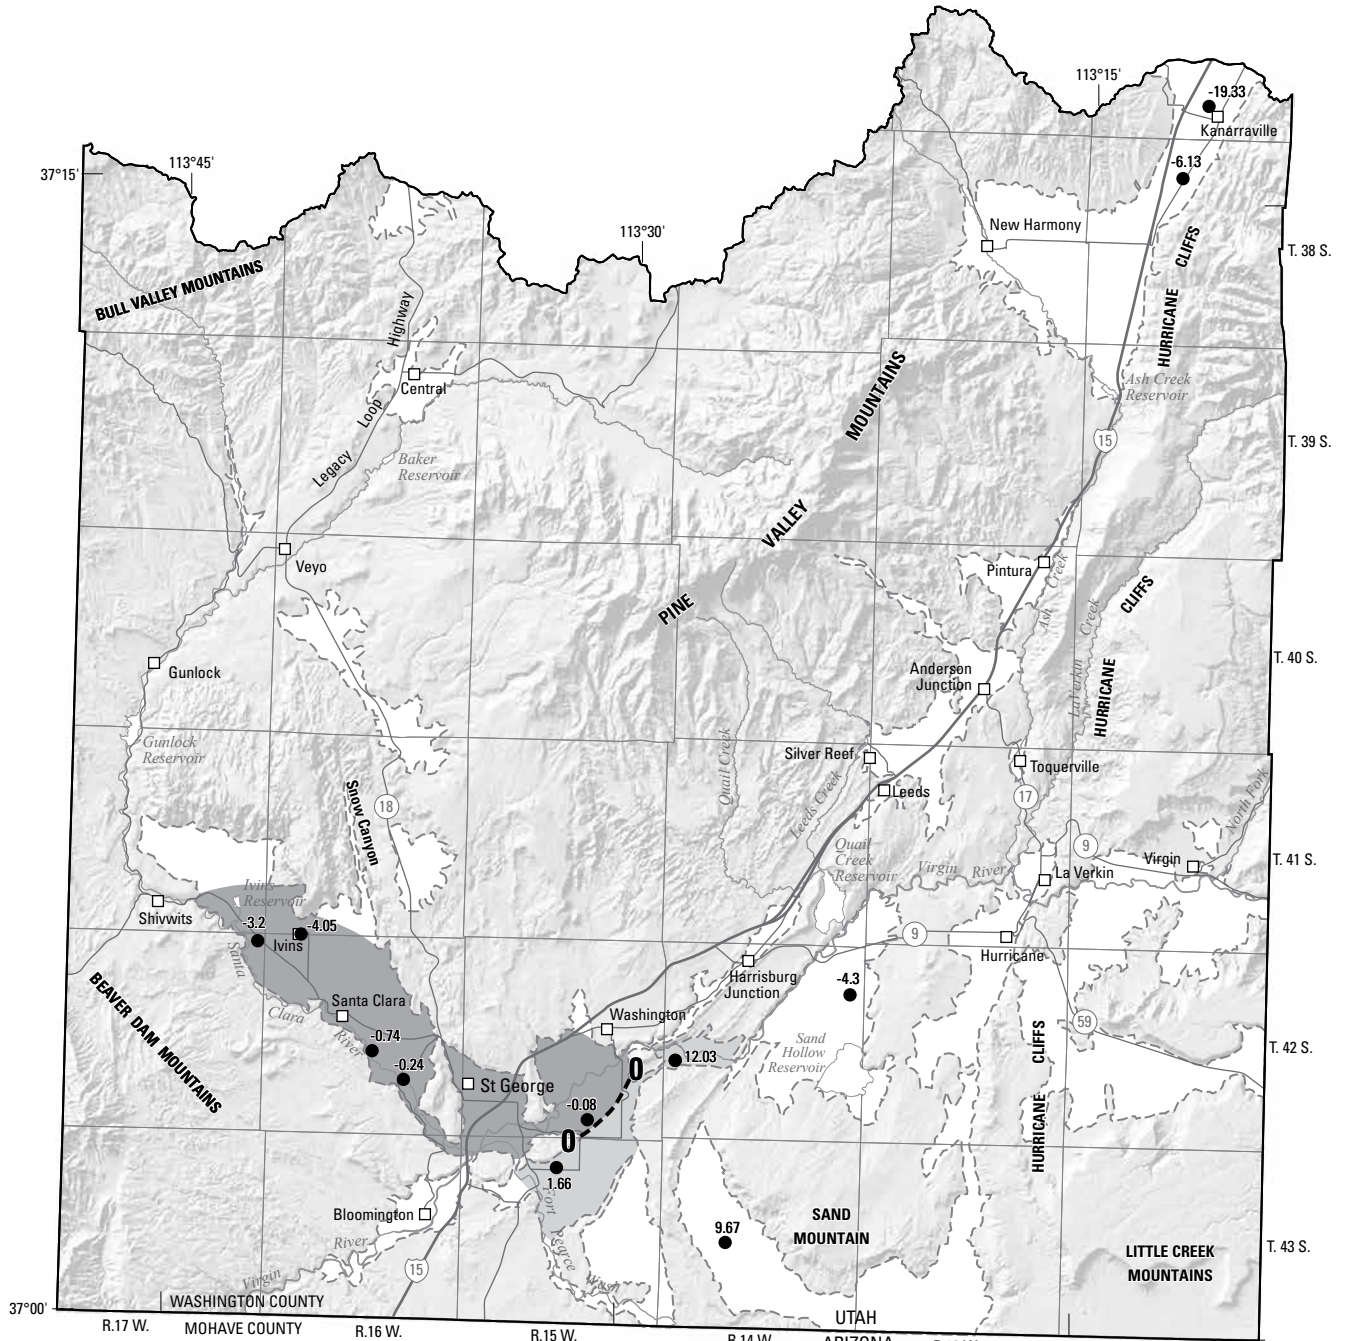 113°15'
-19.33
Kanarraville
113°45'
37°15'
-6.13
New Harmony
113°30'
T. 38 S.
HURRICANE CLIFFS
BULL VALLEY MOUNTAINS
Legacy Loop Highway
Central
Ash Creek
Reservoir
15
T. 39 S.
Baker
Reservoir
PINE VALLEY MOUNTAINS
Veyo
Pintura
Ash Creek
HURRICANE CLIFFS
LaVerkin Creek
Gunlock
Anderson
Junction
T. 40 S.
Gunlock
Reservoir
Quail Creek
Silver Reef
Toquerville
Leeds
Leeds Creek
17
18
Snow Canyon
North Fork
Quail
Creek
Reservoir
Virgin River
9
Virgin
T. 41 S.
La Verkin
Ivins
Reservoir
Shivwits
-3.2
-4.05
Ivins
9
Hurricane
Santa Clara River
Harrisburg
Junction
-4.3
BEAVER DAM MOUNTAINS
Santa Clara
Washington
59
Sand
Hollow
Reservoir
T. 42 S.
-0.74
-0.24
St George
0
12.03
-0.08
0
1.66
HURRICANE CLIFFS
Fort Pearce Wash
Bloomington
Virgin River
9.67
SAND
MOUNTAIN
LITTLE CREEK
MOUNTAINS
T. 43 S.
15
37°00'
WASHINGTON COUNTY
UTAH
MOHAVE COUNTY
ARIZONA
R.17 W.
R.16 W.
R.15 W.
R.14 W.